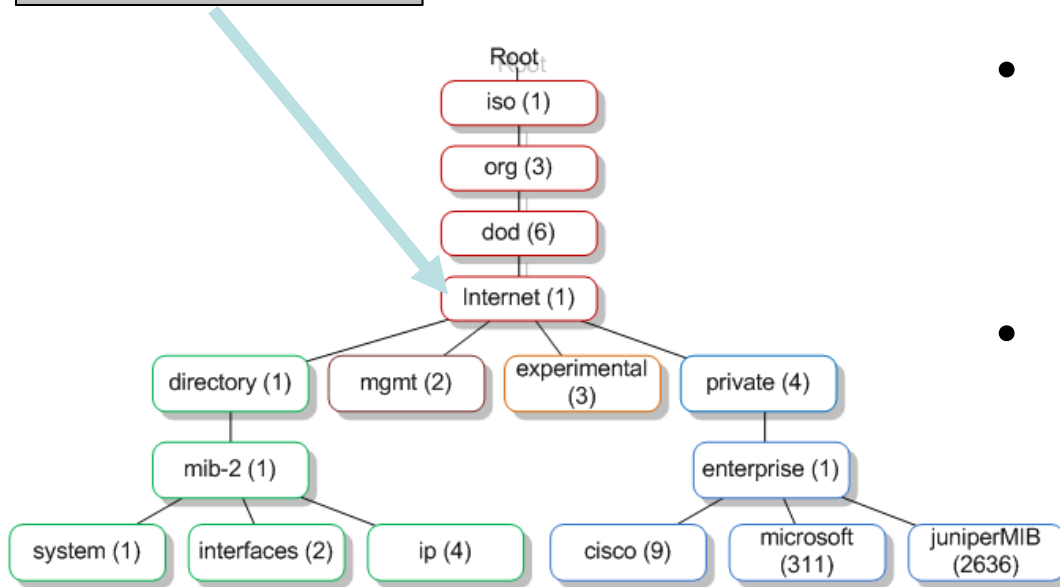 Root
iso (1)
org (3)
dod (6)
Internet (1)
directory (1)
mgmt (2)
experimental
(3)
private (4)
mib-2 (1)
enterprise (1)
system (1)
interfaces (2)
ip (4)
cisco (9)
microsoft
(311)
juniperMIB
(2636)